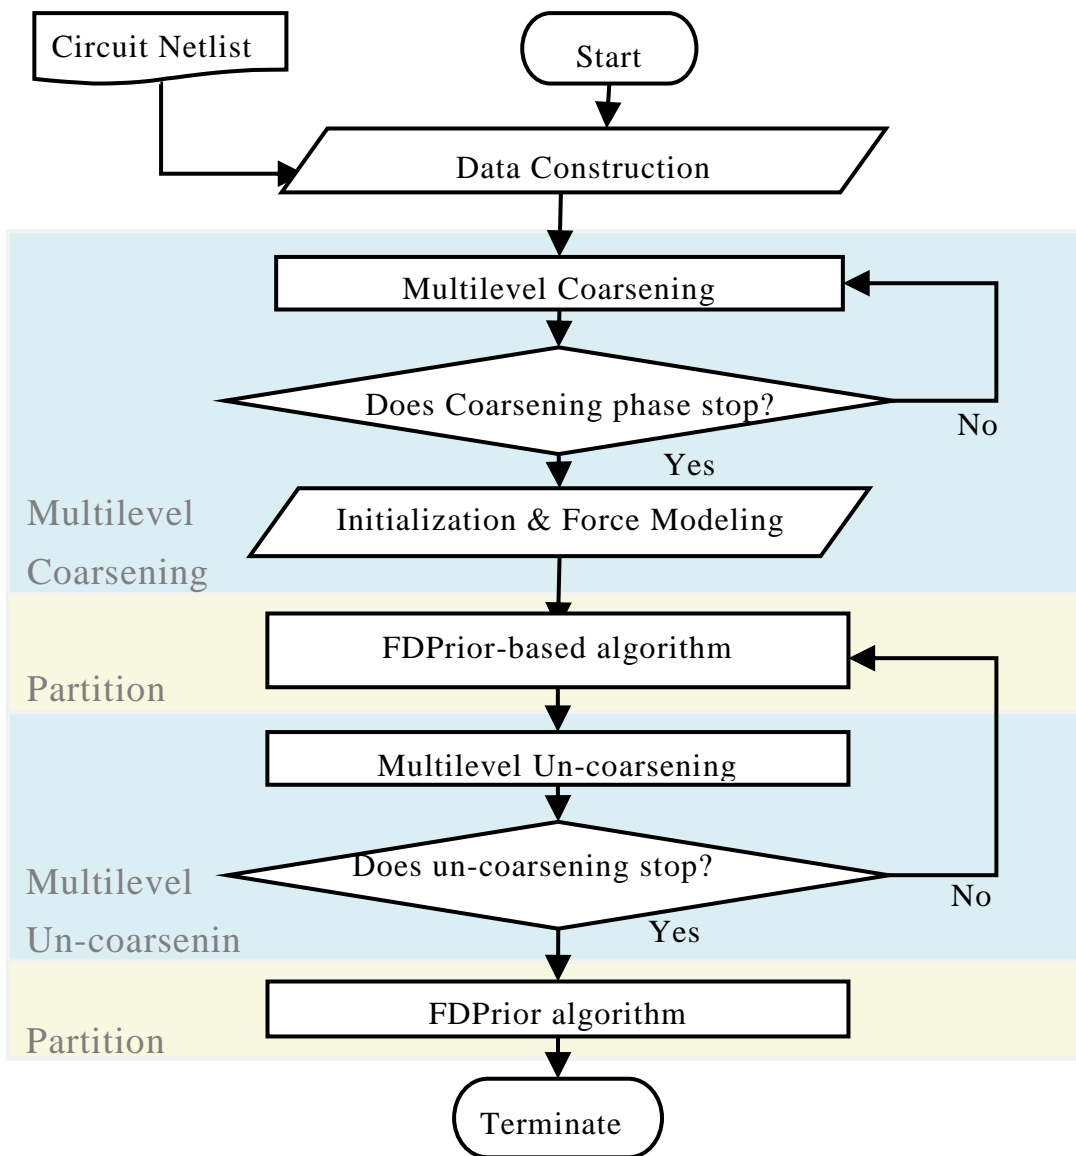 Circuit Netlist
Start
Data Construction
Multilevel Coarsening
Does Coarsening phase stop?
No
Yes
Initialization & Force Modeling
Multilevel
Coarsening
FDPrior-based algorithm
Partition
Multilevel Un-coarsening
Does un-coarsening stop?
No
Yes
Multilevel
Un-coarsenin
FDPrior algorithm
Partition
Terminate